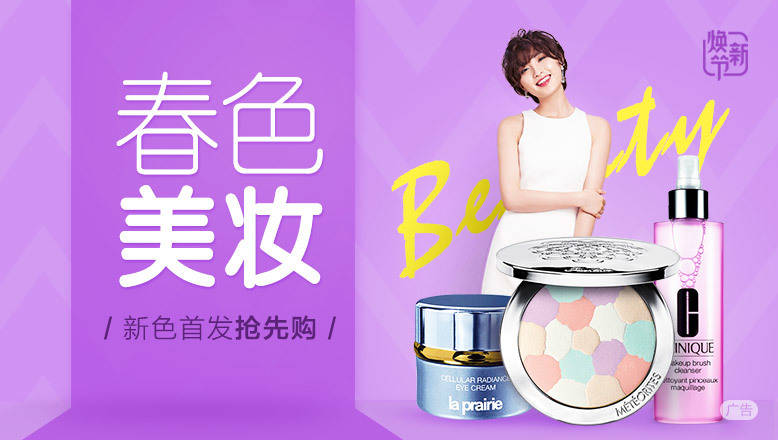 春色
美妆
/ 新色首发抢先购 /
焕新
节
Beauty
CELLULAR RADIANCE
EYE CREAM
la prairie
MÉTÉORITES
C
CLINIQUE
makeup brush
cleanser
nettoyant pinceaux
maquillage
广告